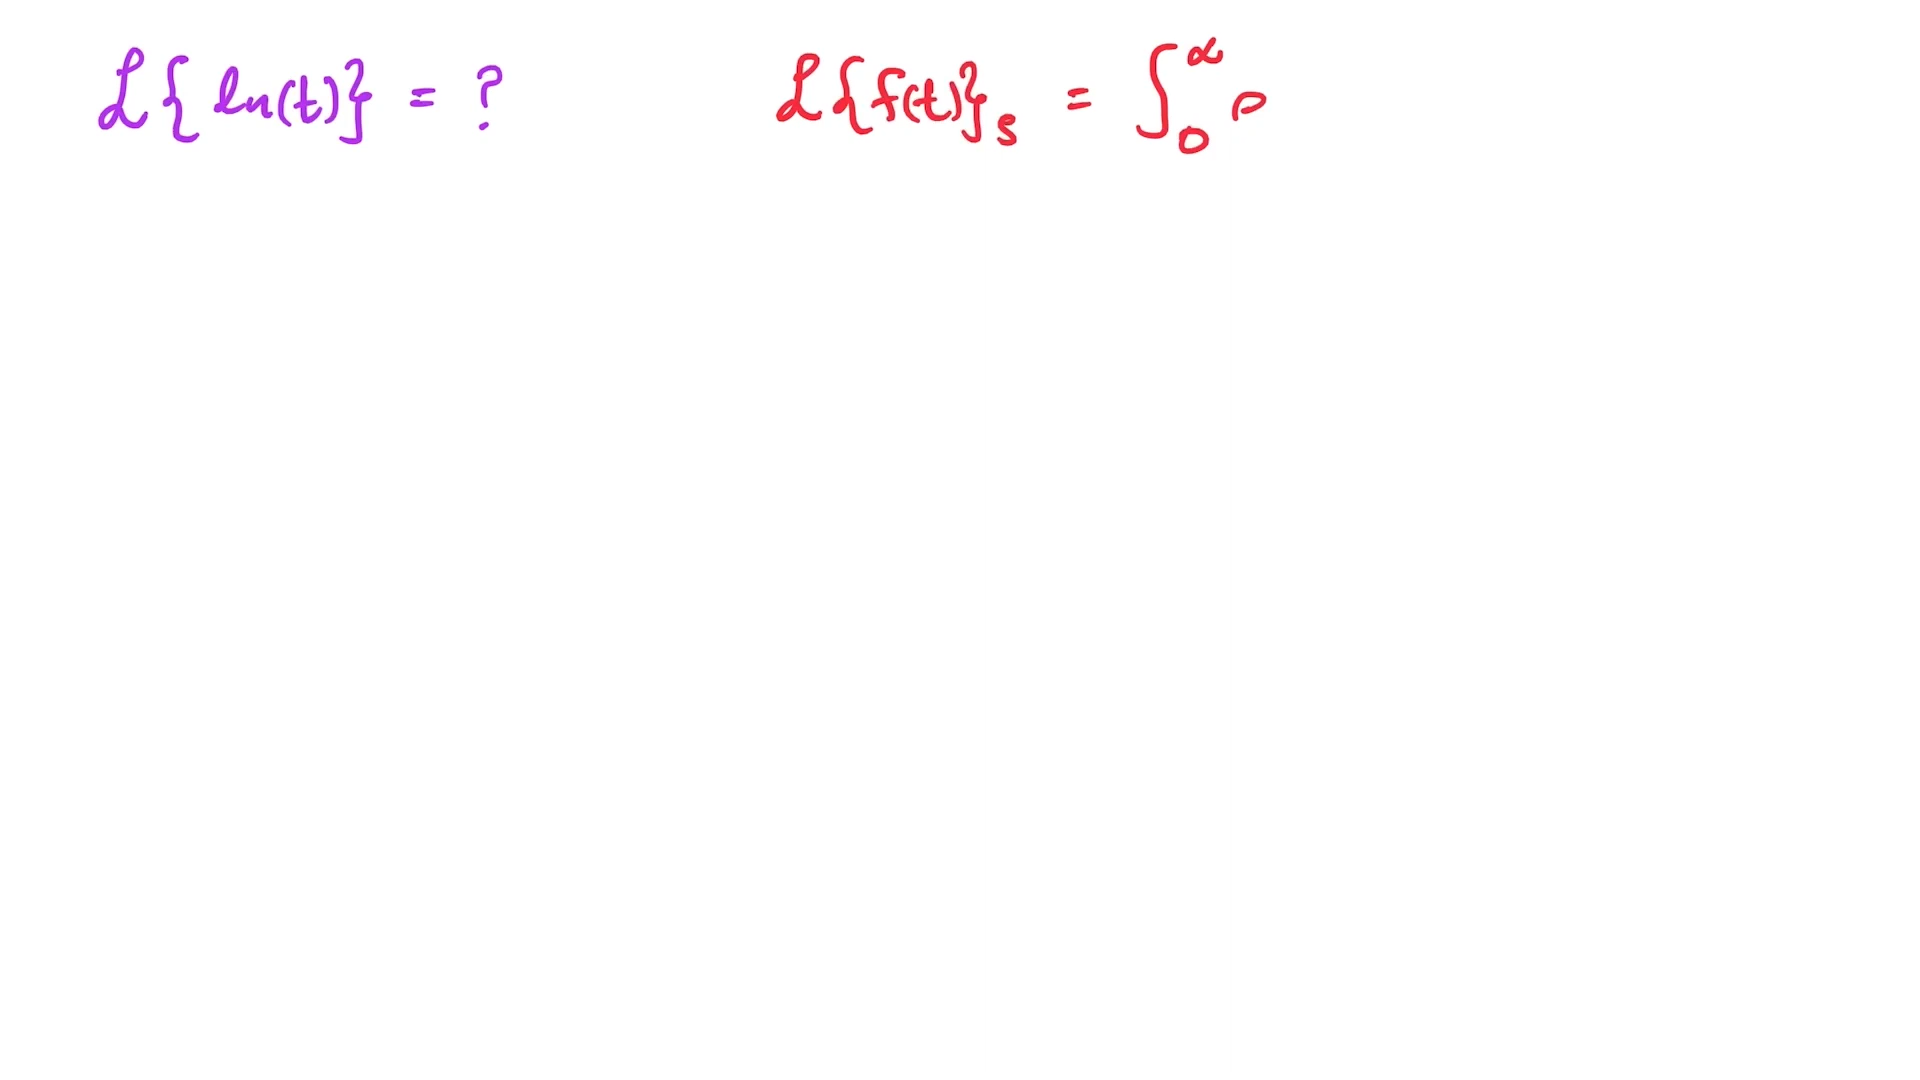 ℒ{ ln(t)} = ? ℒ{f(t)}ₛ = ∫₀^∞